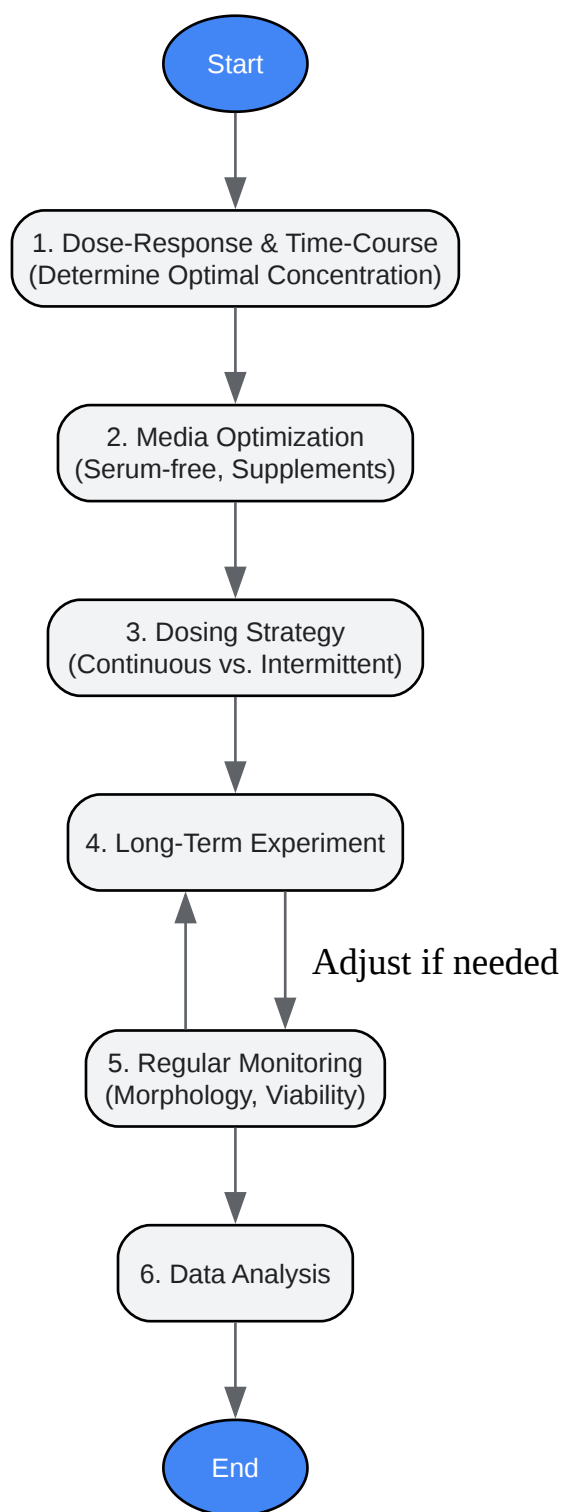 Start
1. Dose-Response & Time-Course
(Determine Optimal Concentration)
2. Media Optimization
(Serum-free, Supplements)
3. Dosing Strategy
(Continuous vs. Intermittent)
4. Long-Term Experiment
Adjust if needed
5. Regular Monitoring
(Morphology, Viability)
6. Data Analysis
End